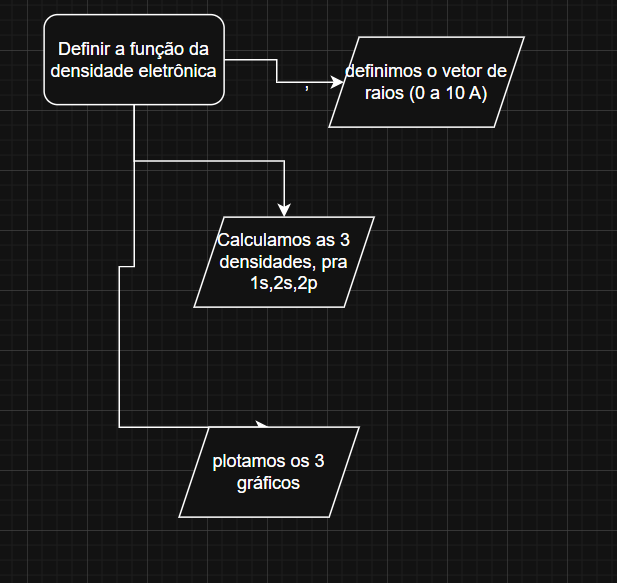 Definir a função da
densidade eletrônica
definimos o vetor de
raios (0 a 10 A)
,
Calculamos as 3
densidades, pra
1s,2s,2p
plotamos os 3
gráficos